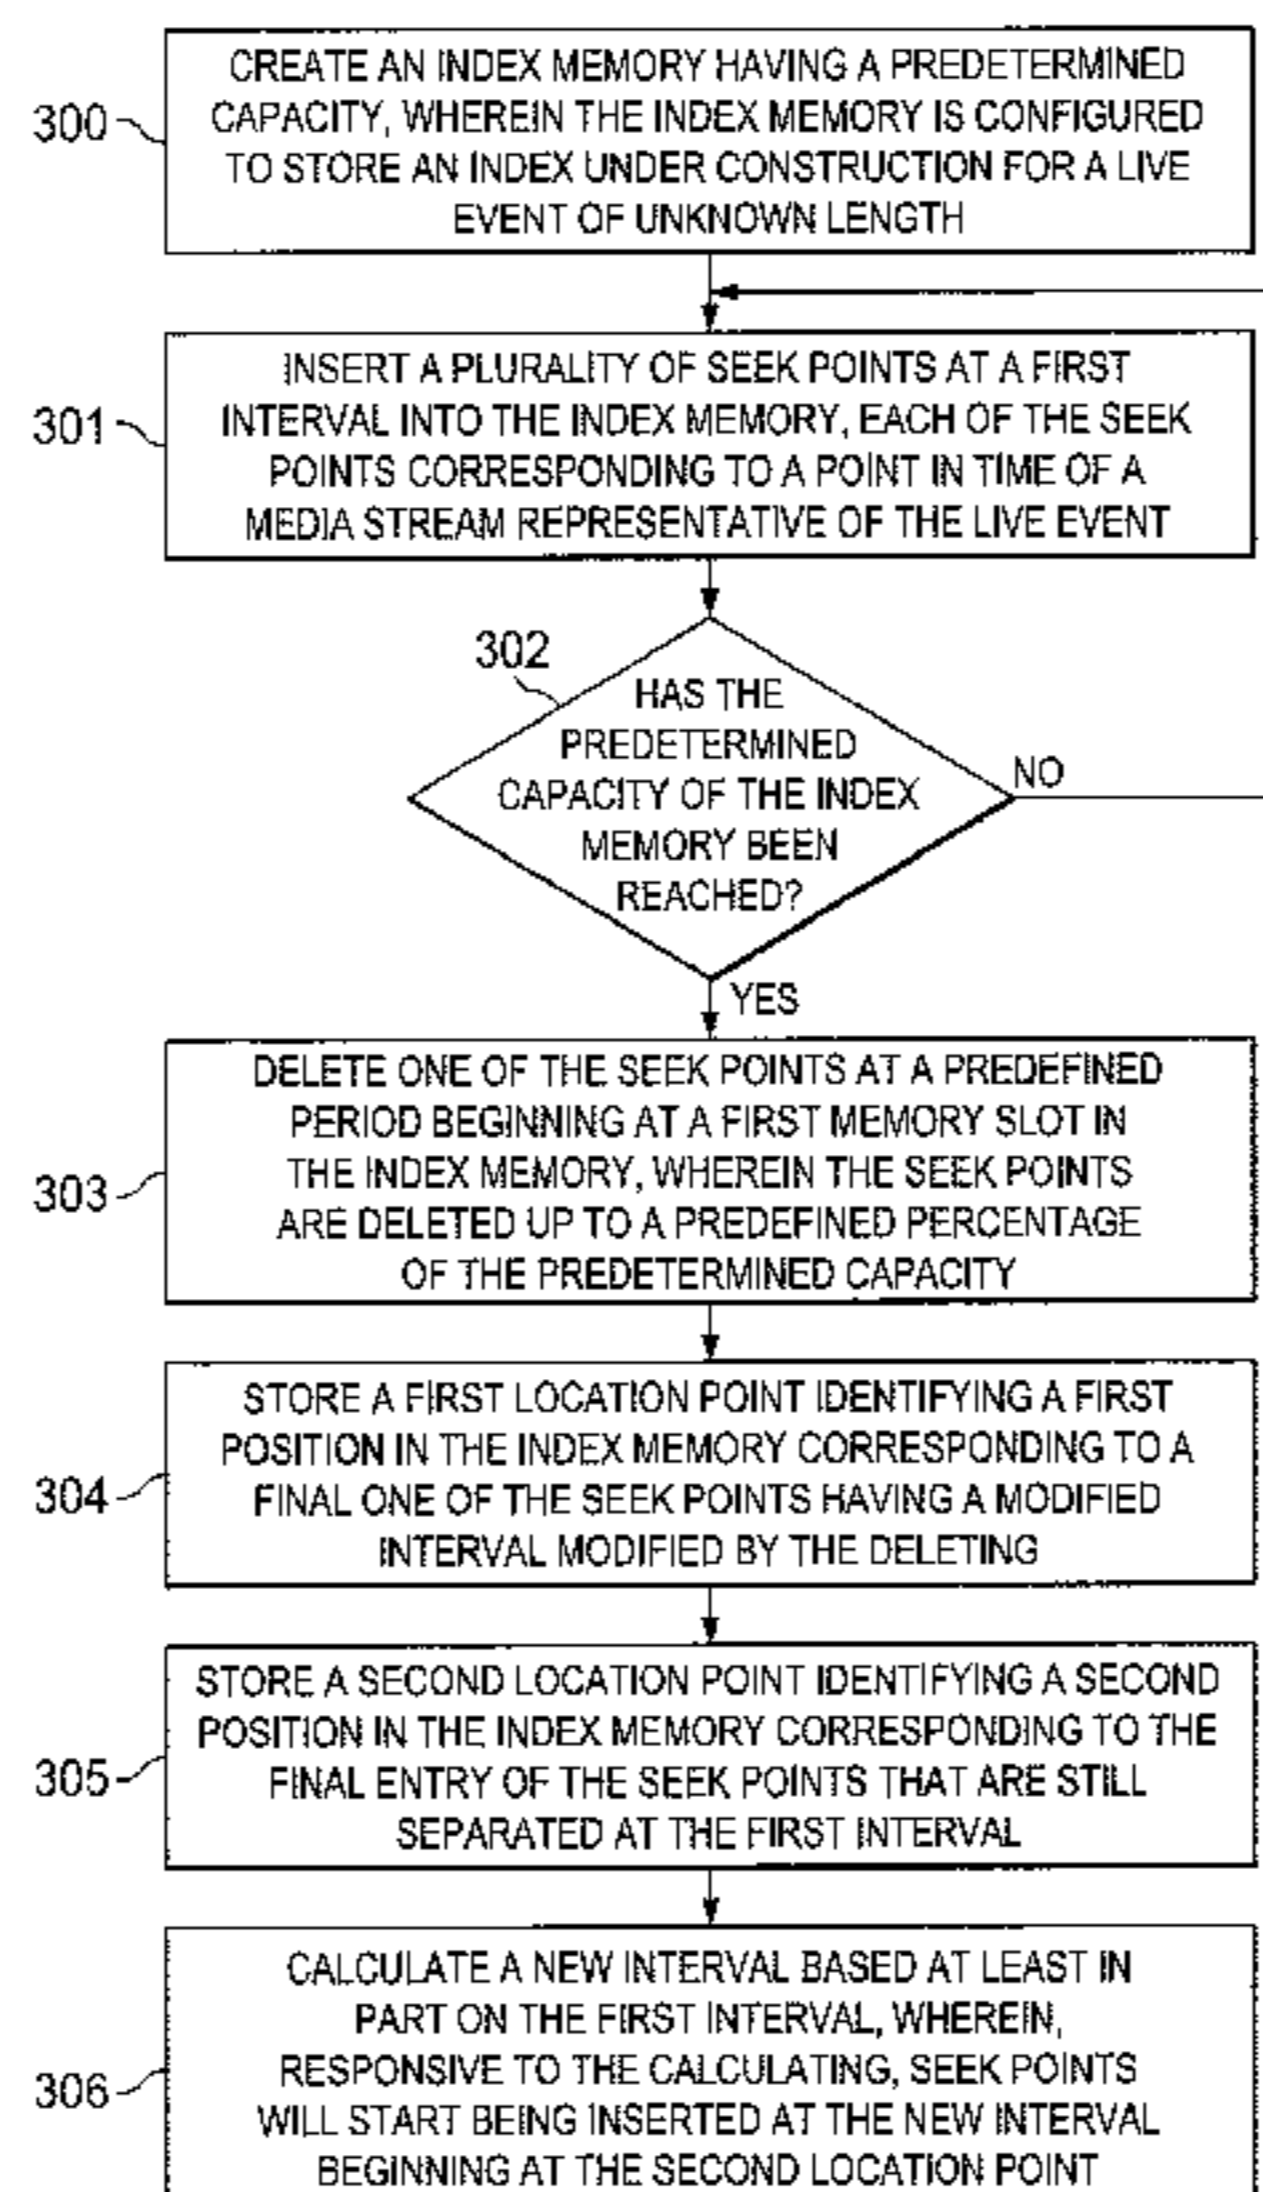 300
CREATE AN INDEX MEMORY HAVING A PREDETERMINED
CAPACITY, WHEREIN THE INDEX MEMORY IS CONFIGURED
TO STORE AN INDEX UNDER CONSTRUCTION FOR A LIVE
EVENT OF UNKNOWN LENGTH
301
INSERT A PLURALITY OF SEEK POINTS AT A FIRST
INTERVAL INTO THE INDEX MEMORY, EACH OF THE SEEK
POINTS CORRESPONDING TO A POINT IN TIME OF A
MEDIA STREAM REPRESENTATIVE OF THE LIVE EVENT
302
HAS THE
PREDETERMINED
CAPACITY OF THE INDEX
MEMORY BEEN
REACHED?
NO
YES
303
DELETE ONE OF THE SEEK POINTS AT A PREDEFINED
PERIOD BEGINNING AT A FIRST MEMORY SLOT IN
THE INDEX MEMORY, WHEREIN THE SEEK POINTS
ARE DELETED UP TO A PREDEFINED PERCENTAGE
OF THE PREDETERMINED CAPACITY
304
STORE A FIRST LOCATION POINT IDENTIFYING A FIRST
POSITION IN THE INDEX MEMORY CORRESPONDING TO A
FINAL ONE OF THE SEEK POINTS HAVING A MODIFIED
INTERVAL MODIFIED BY THE DELETING
305
STORE A SECOND LOCATION POINT IDENTIFYING A SECOND
POSITION IN THE INDEX MEMORY CORRESPONDING TO THE
FINAL ENTRY OF THE SEEK POINTS THAT ARE STILL
SEPARATED AT THE FIRST INTERVAL
306
CALCULATE A NEW INTERVAL BASED AT LEAST IN
PART ON THE FIRST INTERVAL, WHEREIN,
RESPONSIVE TO THE CALCULATING, SEEK POINTS
WILL START BEING INSERTED AT THE NEW INTERVAL
BEGINNING AT THE SECOND LOCATION POINT